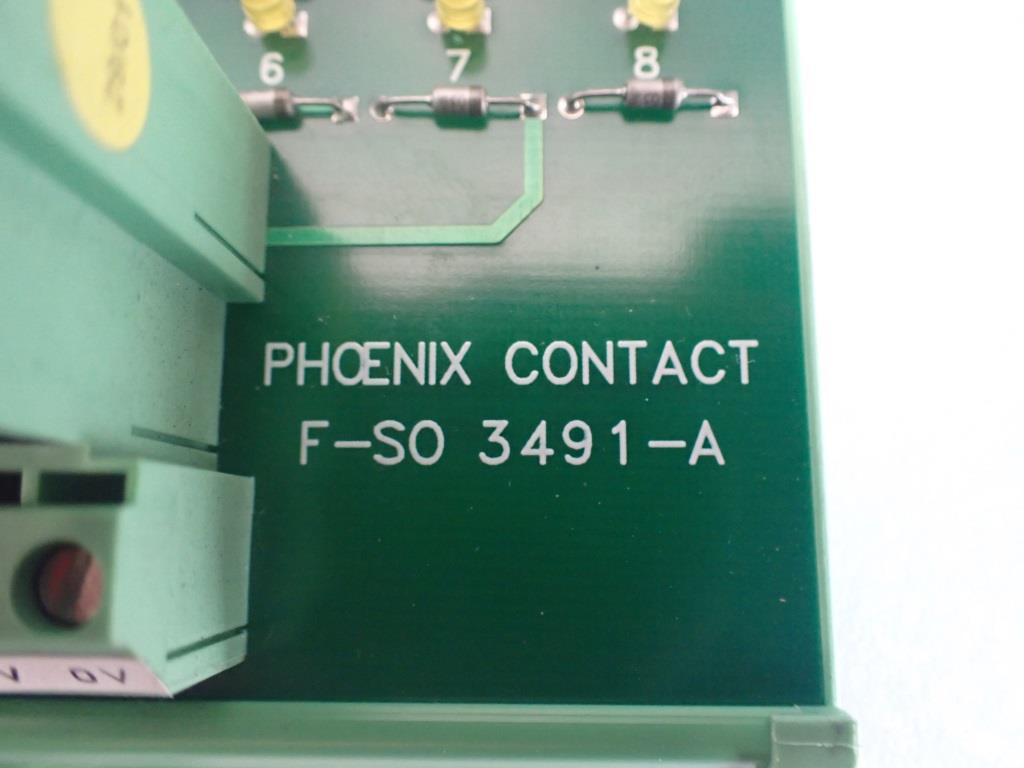 6 7 8
PHŒNIX CONTACT
F-SO 3491-A
0V